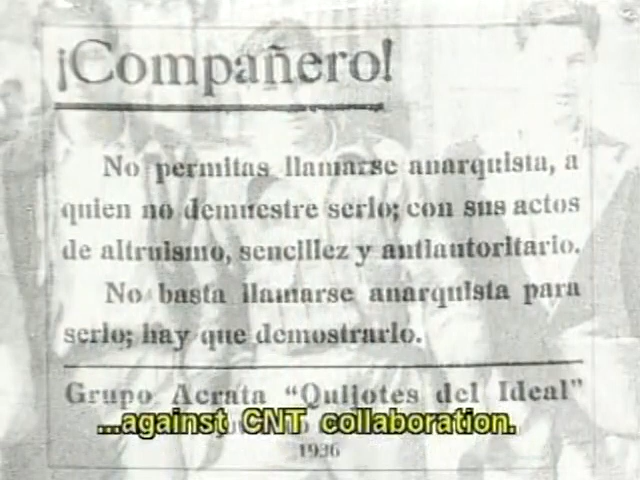 ¡Compañero!
No permitas llamarse anarquista, a
quien no demuestre serlo; con sus actos
de altruismo, sencillez y antiautoritario.
No basta llamarse anarquista para
serlo; hay que demostrarlo.
Grupo Acrata “Quijotes del Ideal”
...against CNT collaboration.
1936